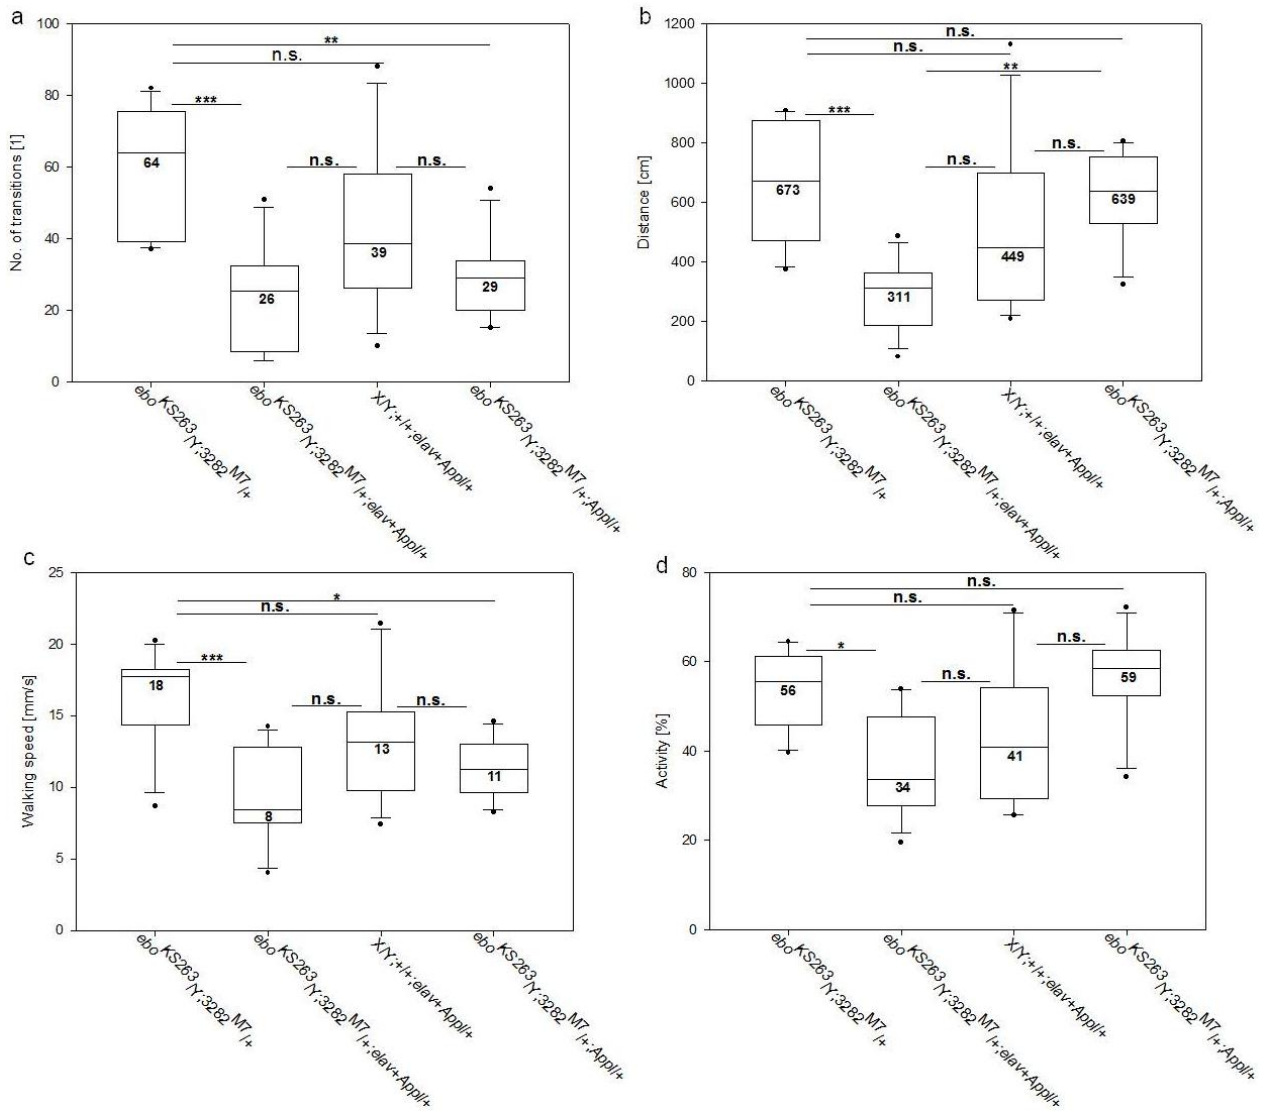 a
**
n.s.
***
n.s.
n.s.
No. of transitions [1]
100
80
60
40
20
0
64
26
39
29
ebo KS263/Y;3282 M7/+
ebo KS263/Y;3282 M7/+;elav+Appl/+
X/Y;+/+;elav+Appl/+
ebo KS263/Y;3282 M7/+;Appl/+
b
n.s.
n.s.
**
***
n.s.
n.s.
Distance [cm]
1200
1000
800
600
400
200
0
673
311
449
639
ebo KS263/Y;3282 M7/+
ebo KS263/Y;3282 M7/+;elav+Appl/+
X/Y;+/+;elav+Appl/+
ebo KS263/Y;3282 M7/+;Appl/+
c
*
n.s.
***
n.s.
n.s.
Walking speed [mm/s]
25
20
15
10
5
0
18
8
13
11
ebo KS263/Y;3282 M7/+
ebo KS263/Y;3282 M7/+;elav+Appl/+
X/Y;+/+;elav+Appl/+
ebo KS263/Y;3282 M7/+;Appl/+
d
n.s.
n.s.
*
n.s.
n.s.
Activity [%]
80
60
40
20
0
56
34
41
59
ebo KS263/Y;3282 M7/+
ebo KS263/Y;3282 M7/+;elav+Appl/+
X/Y;+/+;elav+Appl/+
ebo KS263/Y;3282 M7/+;Appl/+